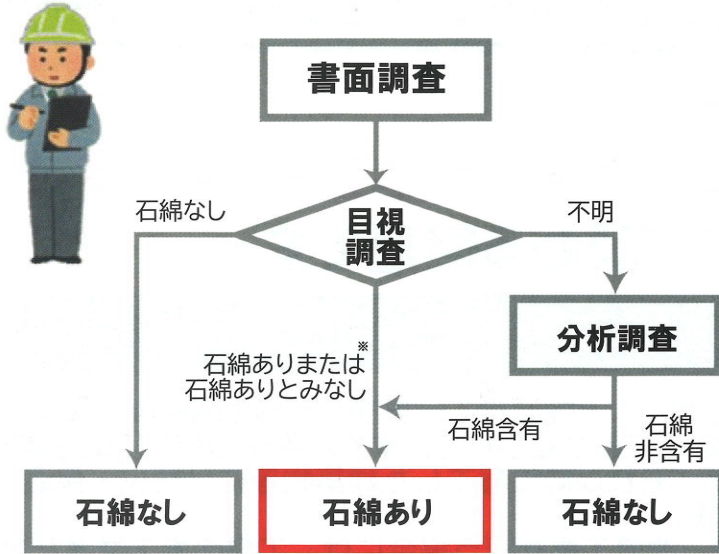 書面調査
石綿なし
目視
調査
不明
分析調査
※
石綿ありまたは
石綿ありとみなし
石綿含有
石綿
非含有
石綿なし
石綿あり
石綿なし